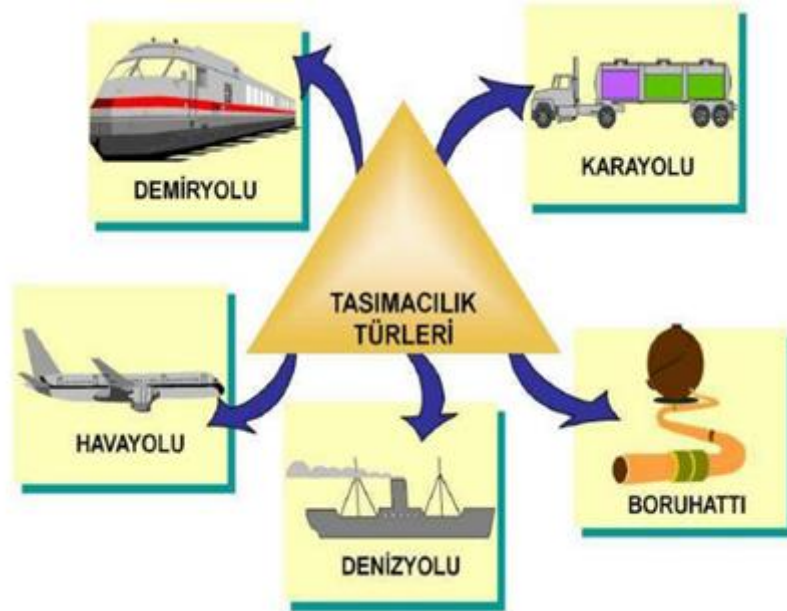 DEMİRYOLU
KARAYOLU
TASIMACILIK
TÜRLERİ
HAVAYOLU
DENİZYOLU
BORUHATTI